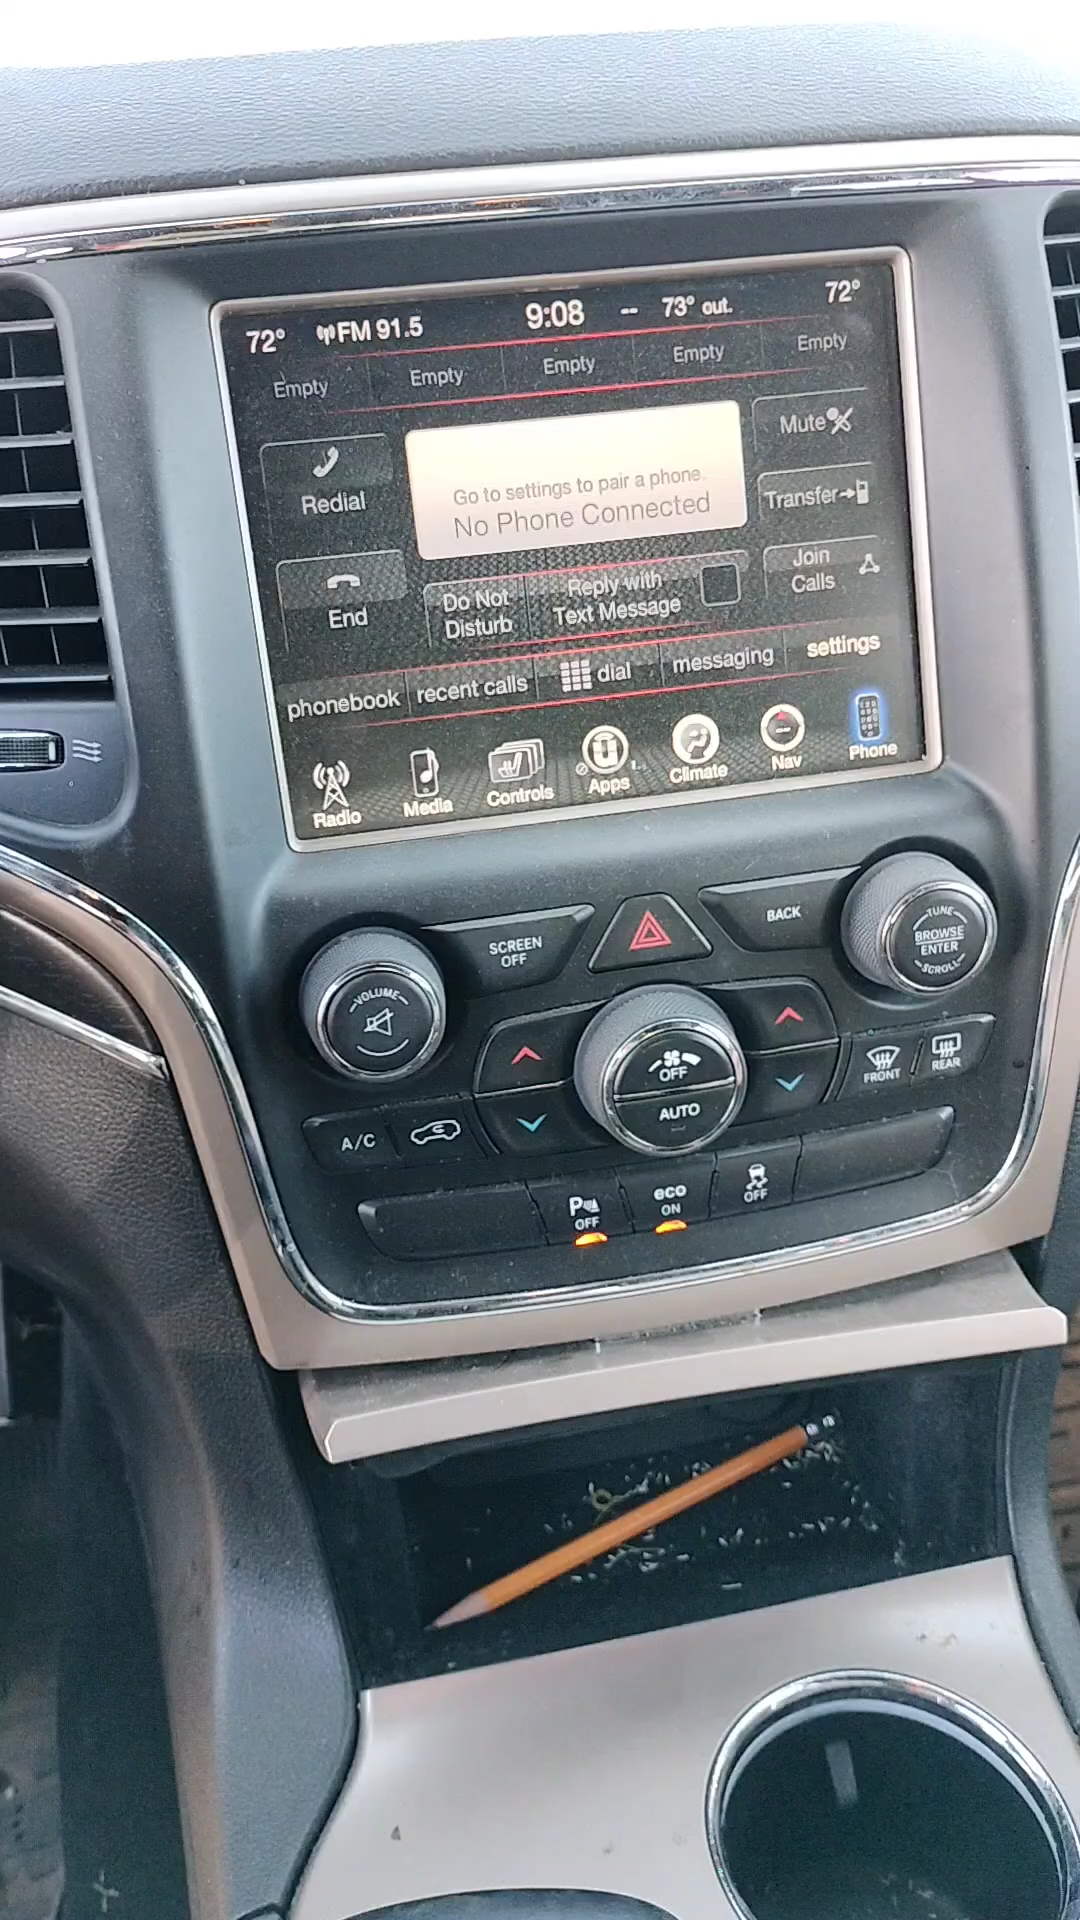 72° FM 91.5 9:08 -- 73° out. 72°
Empty Empty Empty Empty Empty
Redial
Go to settings to pair a phone.
No Phone Connected
Mute
Transfer
End
Do Not
Disturb
Reply with
Text Message
Join
Calls
phonebook recent calls dial messaging settings
Radio Media Controls Apps Climate Nav Phone
VOLUME
SCREEN
OFF
BACK
TUNE
BROWSE
ENTER
SCROLL
OFF
AUTO
FRONT
REAR
A/C
P
OFF
eco
ON
OFF